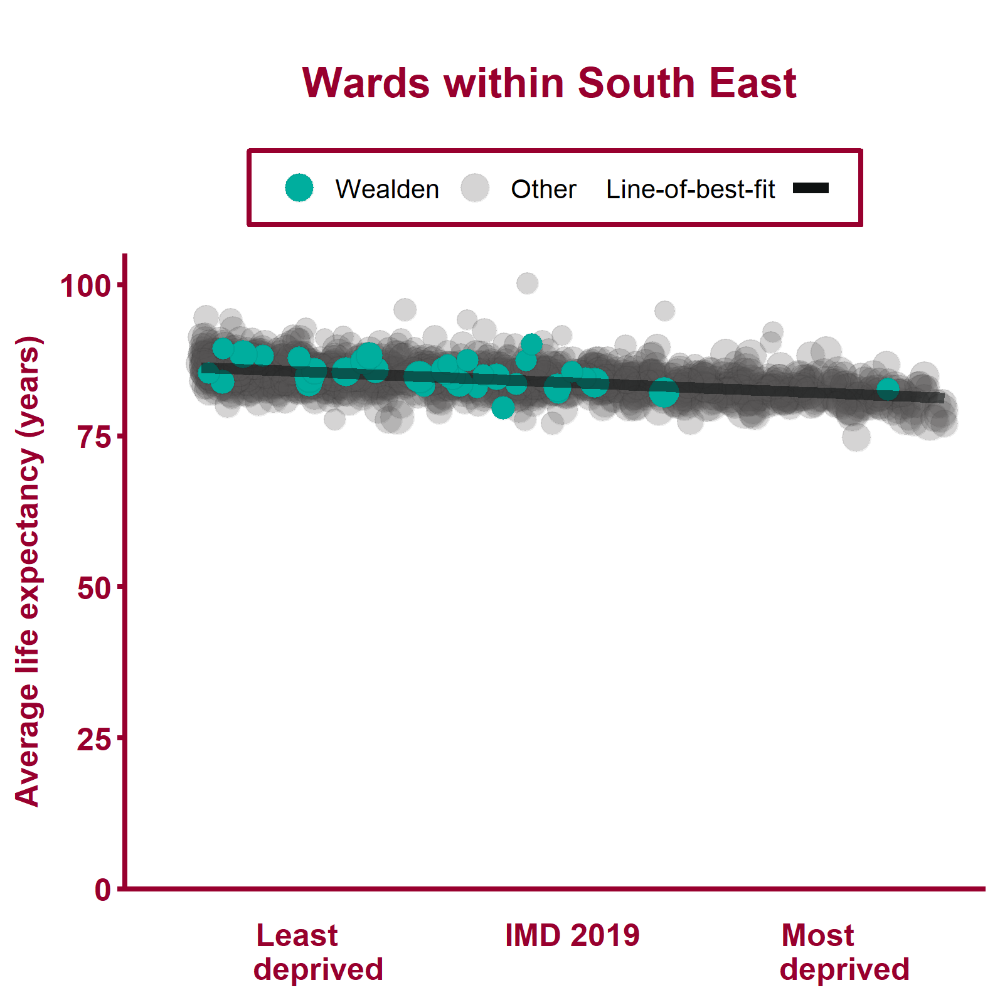 Wards within South East
Wealden Other Line-of-best-fit
Average life expectancy (years)
100
75
50
25
0
Least deprived
IMD 2019
Most deprived